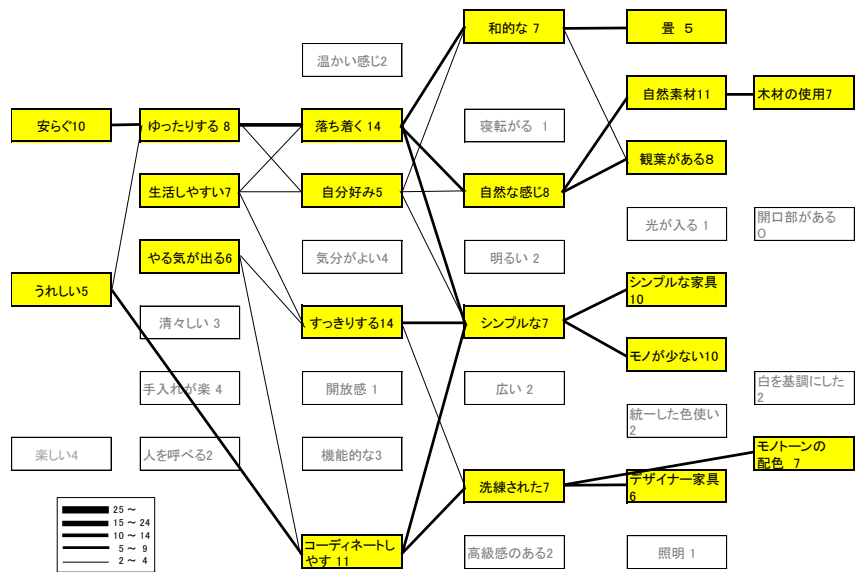 和的な 7
畳 5
温かい感じ2
自然素材11
木材の使用7
安らぐ10
ゆったりする 8
落ち着く 14
寝転がる 1
観葉がある8
生活しやすい7
自分好み5
自然な感じ8
光が入る 1
開口部がある
0
やる気が出る6
気分がよい4
明るい 2
うれしい5
シンプルな家具
10
清々しい 3
すっきりする14
シンプルな7
モノが少ない10
手入れが楽 4
開放感 1
広い 2
白を基調にした
2
統一した色使い
2
楽しい4
人を呼べる2
機能的な3
モノトーンの
配色 7
洗練された7
デザイナー家具
6
コーディネートし
やす 11
高級感のある2
照明 1
25 ～
15 ～ 24
10 ～ 14
5 ～ 9
2 ～ 4